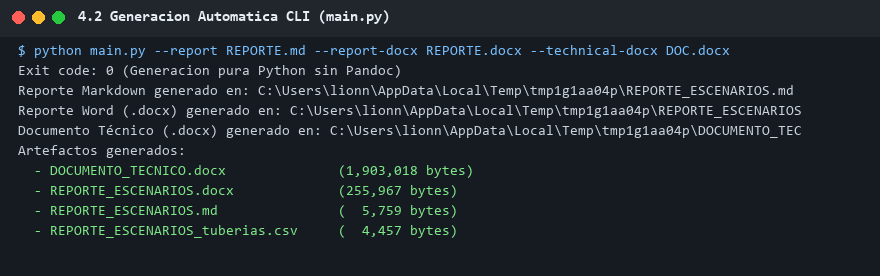 4.2 Generacion Automatica CLI (main.py)
$ python main.py --report REPORTE.md --report-docx REPORTE.docx --technical-docx DOC.docx
Exit code: 0 (Generacion pura Python sin Pandoc)
Reporte Markdown generado en: C:\Users\lionn\AppData\Local\Temp\tmp1g1aa04p\REPORTE_ESCENARIOS.md
Reporte Word (.docx) generado en: C:\Users\lionn\AppData\Local\Temp\tmp1g1aa04p\REPORTE_ESCENARIOS
Documento Técnico (.docx) generado en: C:\Users\lionn\AppData\Local\Temp\tmp1g1aa04p\DOCUMENTO_TEC
Artefactos generados:
- DOCUMENTO_TECNICO.docx (1,903,018 bytes)
- REPORTE_ESCENARIOS.docx (255,967 bytes)
- REPORTE_ESCENARIOS.md ( 5,759 bytes)
- REPORTE_ESCENARIOS_tuberias.csv ( 4,457 bytes)